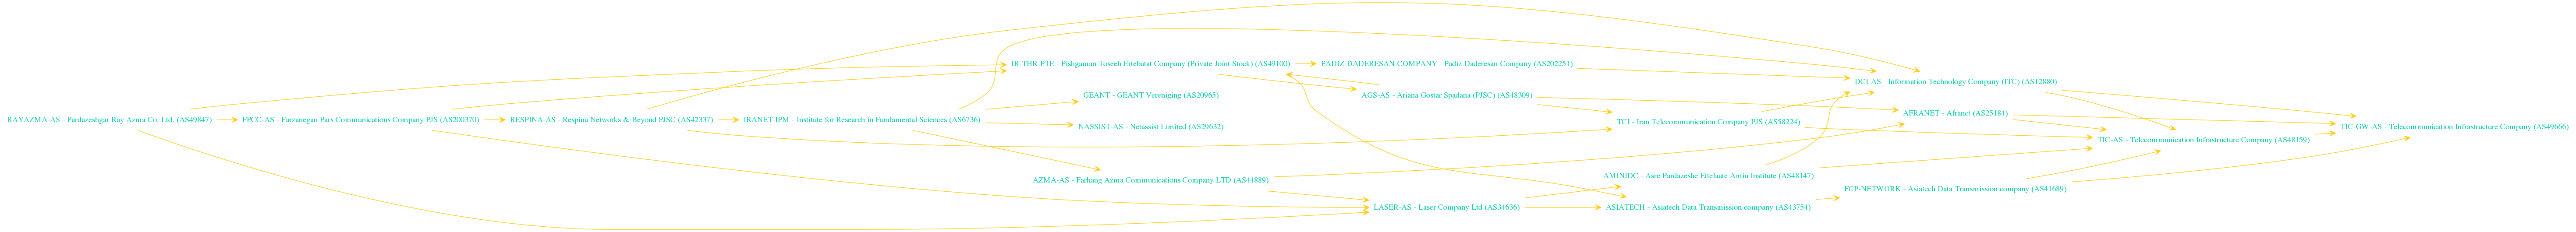 RAYAZMA-AS - Pardazeshgar Ray Azma Co. Ltd. (AS49847)
FPCC-AS - Farzanegan Pars Communications Company PJS (AS200370)
RESPINA-AS - Respina Networks & Beyond PJSC (AS42337)
IRANET-IPM - Institute for Research in Fundamental Sciences (AS6736)
IR-THR-PTE - Pishgaman Toseeh Ertebatat Company (Private Joint Stock) (AS49100)
GEANT - GEANT Vereniging (AS20965)
NASSIST-AS - Netassist Limited (AS29632)
AZMA-AS - Farhang Azma Communications Company LTD (AS44889)
PADIZ-DADERESAN-COMPANY - Padiz-Daderesan-Company (AS202251)
AGS-AS - Ariana Gostar Spadana (PJSC) (AS48309)
LASER-AS - Laser Company Ltd (AS34636)
TCI - Iran Telecommunication Company PJS (AS58224)
AMINIDC - Asre Pardazeshe Ettelaate Amin Institute (AS48147)
ASIATECH - Asiatech Data Transmission company (AS43754)
DCI-AS - Information Technology Company (ITC) (AS12880)
AFRANET - Afranet (AS25184)
FCP-NETWORK - Asiatech Data Transmission company (AS41689)
TIC-AS - Telecommunication Infrastructure Company (AS48159)
TIC-GW-AS - Telecommunication Infrastructure Company (AS49666)